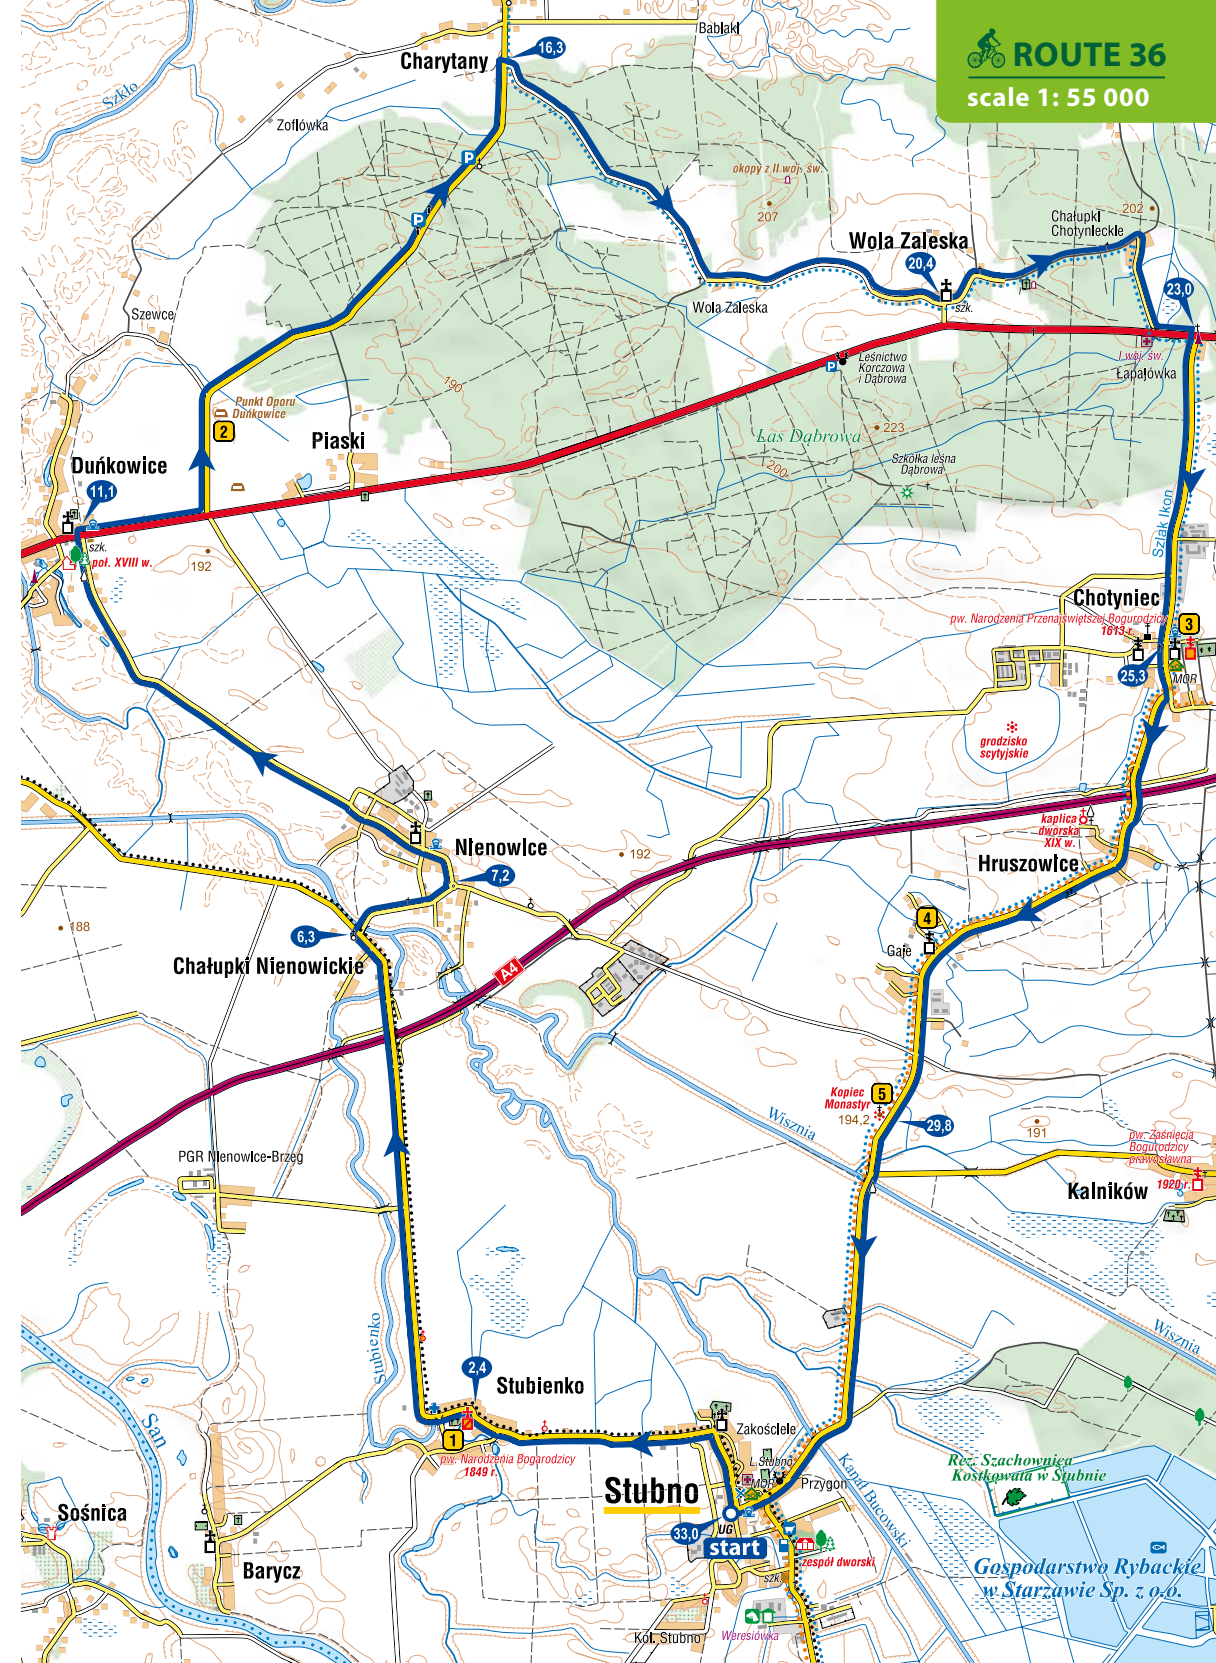 ROUTE 36
scale 1: 55 000
Bablaki
16,3
Charytany
Szkło
Zoflówka
P
okopy z II woj. św.
207
202
Chałupki
Chotynieckie
P
Wola Zaleska
20,4
23,0
Wola Zaleska
szk.
Szewce
I woj. św.
Łapajówka
P
Leśnictwo
Korczowa
i Dąbrowa
190
Punkt Oporu
Duńkowice
2
Piaski
223
Las Dąbrowa
Szkółka leśna
Dąbrowa
200
Duńkowice
11,1
szk.
poł. XVIII w.
192
Szlak Ikon
Chotyniec
pw. Narodzenia Przenajświętszej Bogurodzicy
1613 r.
3
25,3
MOR
grodzisko
scytyjskie
kaplica
dworska
XIX w.
Nienowice
192
Hruszowice
7,2
188
6,3
4
Gaje
Chałupki Nienowickie
A4
Kopiec
Monastyr
5
194,2
29,8
Wisznia
191
pw. Zaśnięcia
Bogurodzicy
prawosławna
1920 r.
PGR Nienowice-Brzeg
Kalników
Stubienko
Wisznia
2,4
Stubienko
San
1
Zakościele
pw. Narodzenia Bogarodzicy
1849 r.
L.Stubno
MOR
Przygon
Kanał Bucowski
Rez. Szachownica
Kostkowata w Stubnie
Stubno
Sośnica
33,0
UG
start
zespół dworski
Barycz
szk.
Gospodarstwo Rybackie
w Starzawie Sp. z o.o.
Kol. Stubno
Weresiówka